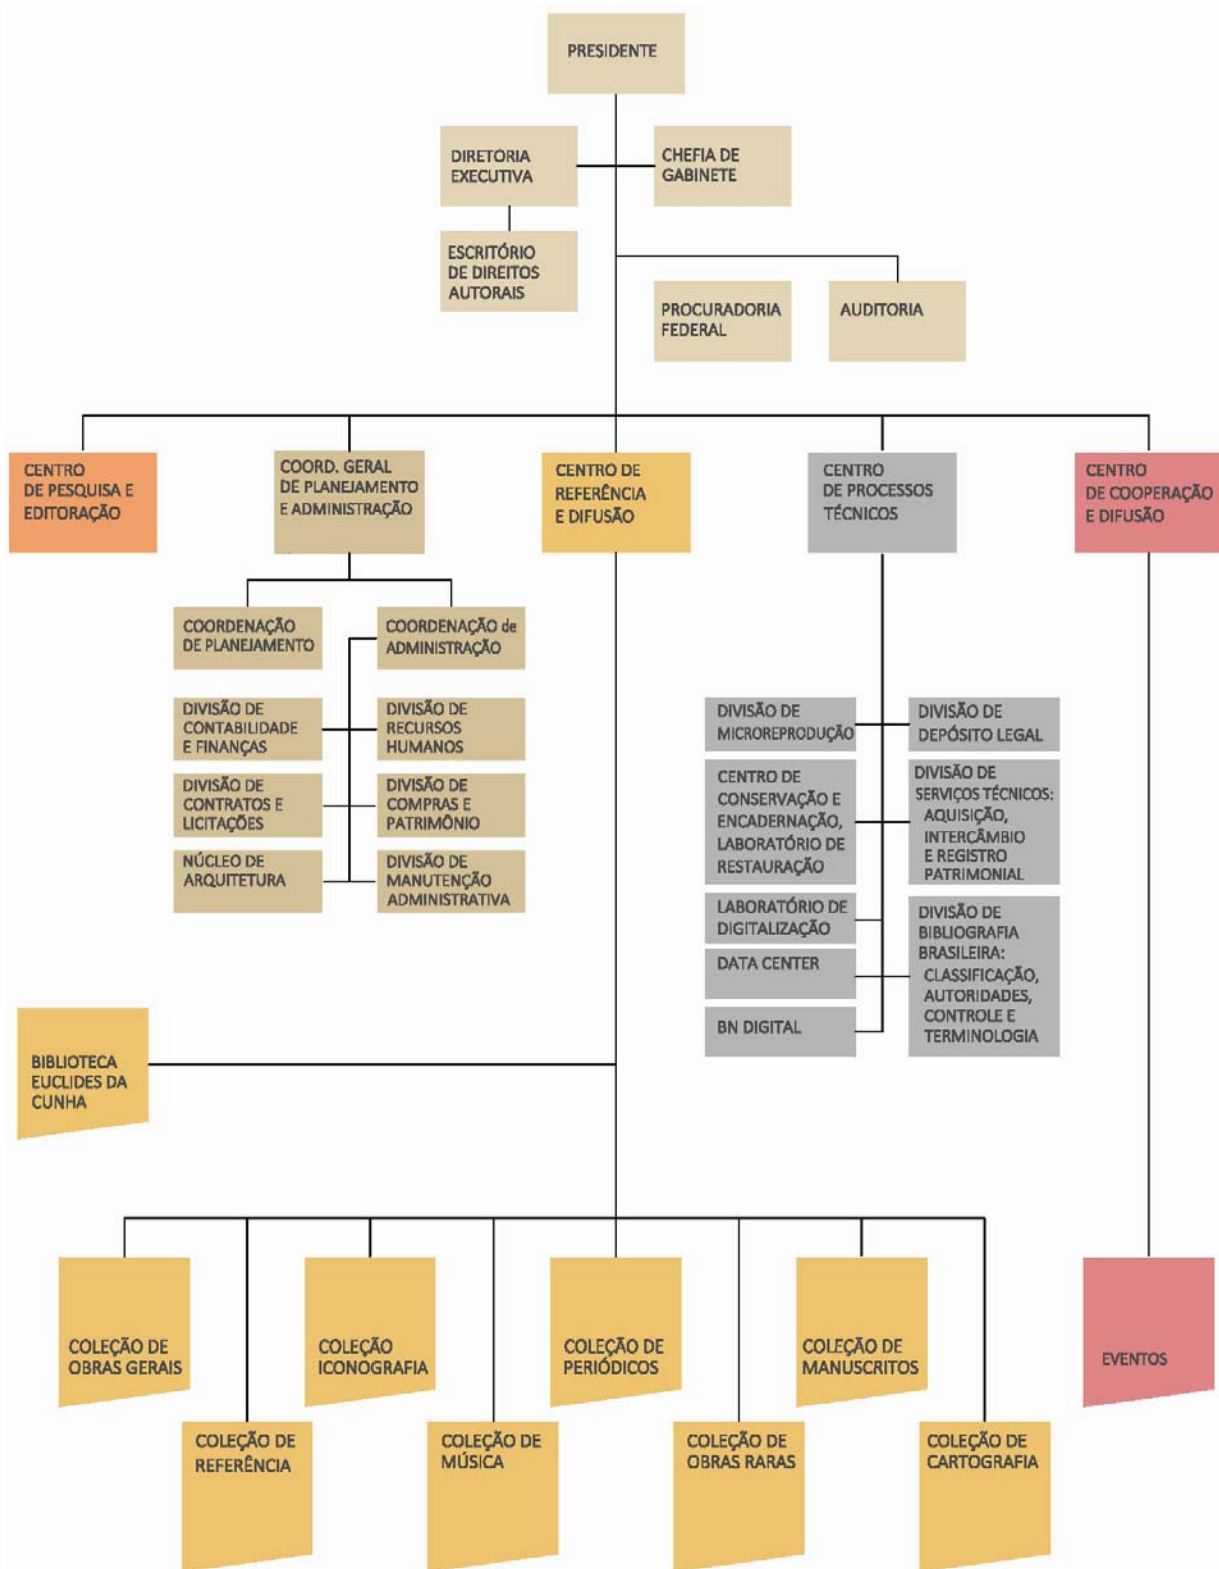 PRESIDENTE
DIRETORIA
EXECUTIVA
CHEFIA DE
GABINETE
ESCRITÓRIO
DE DIREITOS
AUTORAIS
PROCURADORIA
FEDERAL
AUDITORIA
CENTRO
DE PESQUISA E
EDITORAÇÃO
COORD. GERAL
DE PLANEJAMENTO
E ADMINISTRAÇÃO
CENTRO DE
REFERÊNCIA
E DIFUSÃO
CENTRO
DE PROCESSOS
TÉCNICOS
CENTRO
DE COOPERAÇÃO
E DIFUSÃO
COORDENAÇÃO
DE PLANEJAMENTO
COORDENAÇÃO de
ADMINISTRAÇÃO
DIVISÃO DE
CONTABILIDADE
E FINANÇAS
DIVISÃO DE
RECURSOS
HUMANOS
DIVISÃO DE
CONTRATOS E
LICITAÇÕES
DIVISÃO DE
COMPRAS E
PATRIMÔNIO
NÚCLEO DE
ARQUITETURA
DIVISÃO DE
MANUTENÇÃO
ADMINISTRATIVA
DIVISÃO DE
MICROREPRODUÇÃO
DIVISÃO DE
DEPÓSITO LEGAL
CENTRO DE
CONSERVAÇÃO E
ENCADERNAÇÃO,
LABORATÓRIO DE
RESTAURAÇÃO
DIVISÃO DE
SERVIÇOS TÉCNICOS:
AQUISIÇÃO,
INTERCÂMBIO
E REGISTRO
PATRIMONIAL
LABORATÓRIO DE
DIGITALIZAÇÃO
DATA CENTER
BN DIGITAL
DIVISÃO DE
BIBLIOGRAFIA
BRASILEIRA:
CLASSIFICAÇÃO,
AUTORIDADES,
CONTROLE E
TERMINOLOGIA
BIBLIOTECA
EUCLIDES DA
CUNHA
COLEÇÃO DE
OBRAS GERAIS
COLEÇÃO
ICONOGRAFIA
COLEÇÃO DE
PERIÓDICOS
COLEÇÃO DE
MANUSCRITOS
EVENTOS
COLEÇÃO DE
REFERÊNCIA
COLEÇÃO DE
MÚSICA
COLEÇÃO DE
OBRAS RARAS
COLEÇÃO DE
CARTOGRAFIA